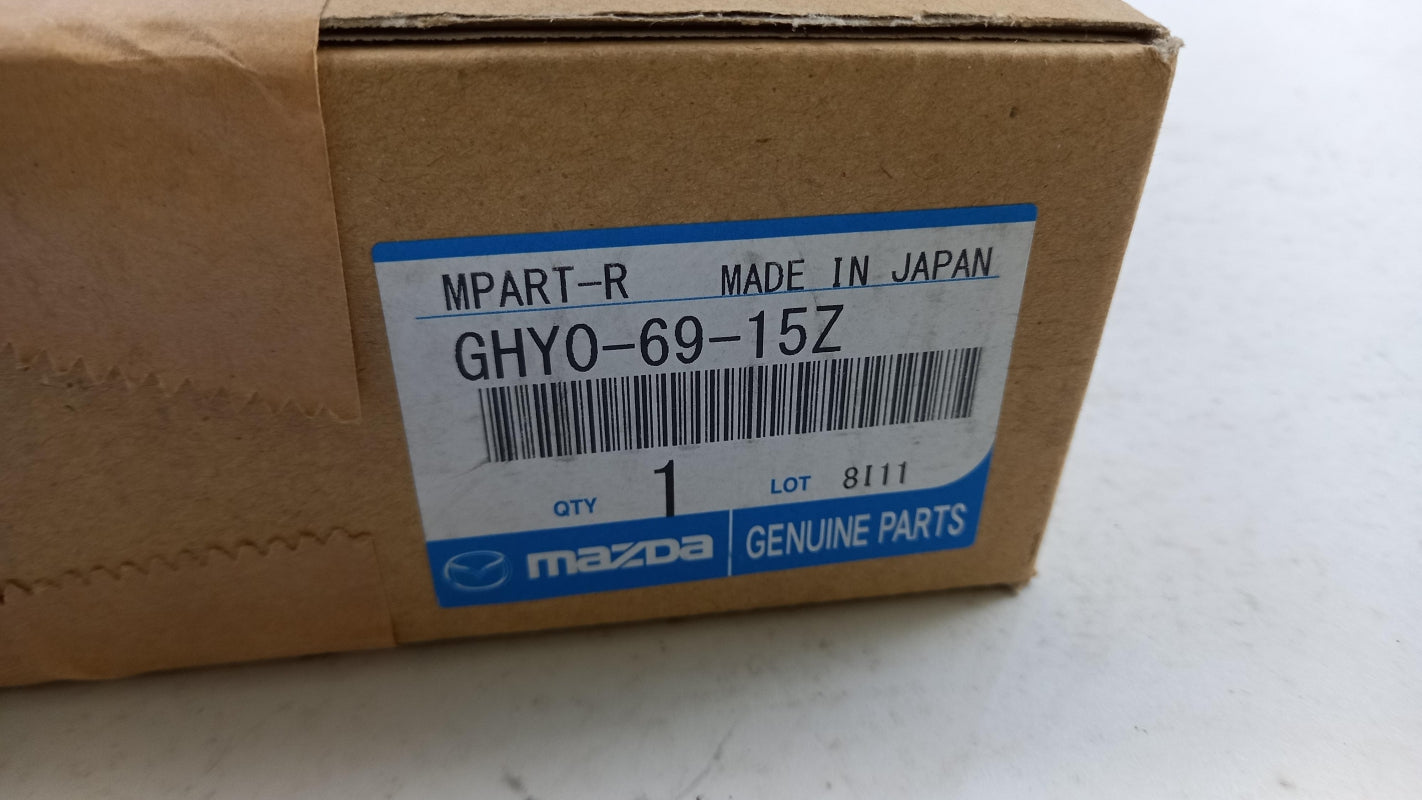 MPART-R MADE IN JAPAN
GHY0-69-15Z
QTY 1 LOT 8I11
mazda GENUINE PARTS